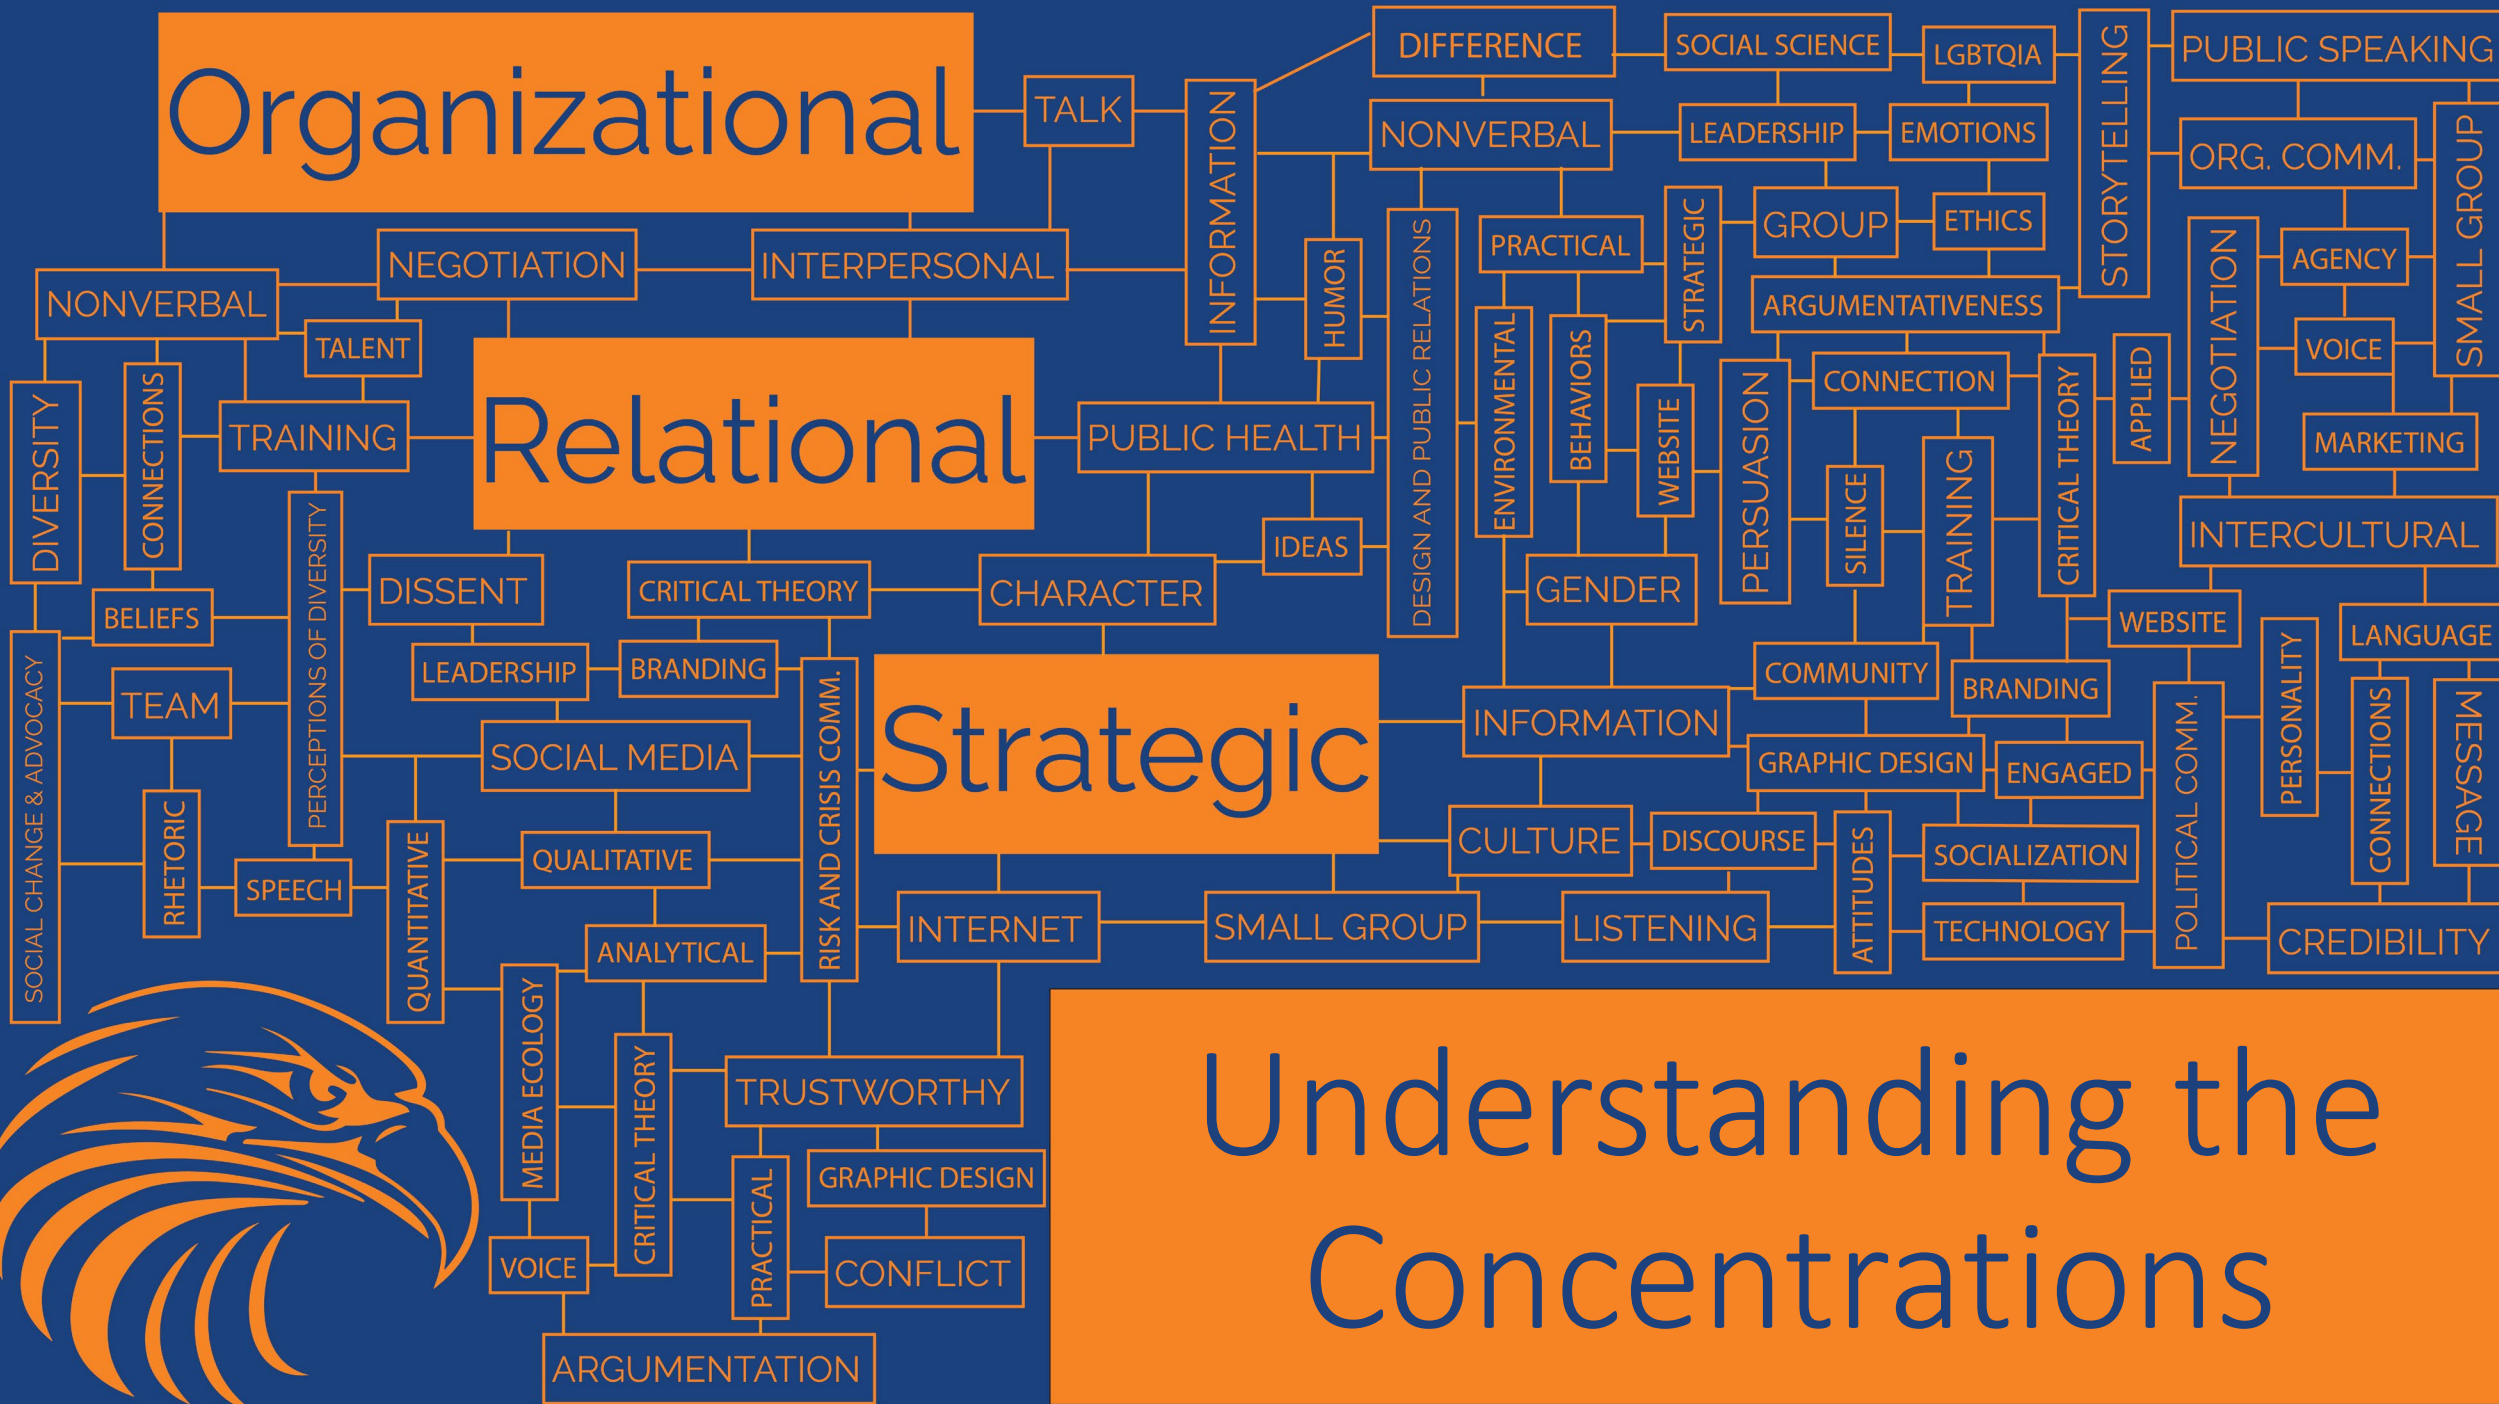 Organizational
TALK
INFORMATION
DIFFERENCE
SOCIAL SCIENCE
LGBTQIA
STORYTELLING
PUBLIC SPEAKING
NONVERBAL
LEADERSHIP
EMOTIONS
ORG. COMM.
SMALL GROUP
NEGOTIATION
INTERPERSONAL
HUMOR
DESIGN AND PUBLIC RELATIONS
PRACTICAL
STRATEGIC
GROUP
ETHICS
NEGOTIATION
AGENCY
NONVERBAL
TALENT
ENVIRONMENTAL
BEHAVIORS
ARGUMENTATIVENESS
VOICE
DIVERSITY
CONNECTIONS
TRAINING
Relational
PUBLIC HEALTH
WEBSITE
PERSUASION
CONNECTION
CRITICAL THEORY
APPLIED
MARKETING
PERCEPTIONS OF DIVERSITY
IDEAS
SILENCE
TRAINING
INTERCULTURAL
BELIEFS
DISSENT
CRITICAL THEORY
CHARACTER
GENDER
WEBSITE
LANGUAGE
SOCIAL CHANGE & ADVOCACY
TEAM
LEADERSHIP
BRANDING
RISK AND CRISIS COMM.
Strategic
INFORMATION
COMMUNITY
BRANDING
POLITICAL COMM.
PERSONALITY
CONNECTIONS
MESSAGE
SOCIAL MEDIA
GRAPHIC DESIGN
ENGAGED
RHETORIC
SPEECH
QUANTITATIVE
QUALITATIVE
CULTURE
DISCOURSE
ATTITUDES
SOCIALIZATION
ANALYTICAL
INTERNET
SMALL GROUP
LISTENING
TECHNOLOGY
CREDIBILITY
MEDIA ECOLOGY
CRITICAL THEORY
TRUSTWORTHY
PRACTICAL
GRAPHIC DESIGN
VOICE
CONFLICT
ARGUMENTATION
Understanding the
Concentrations